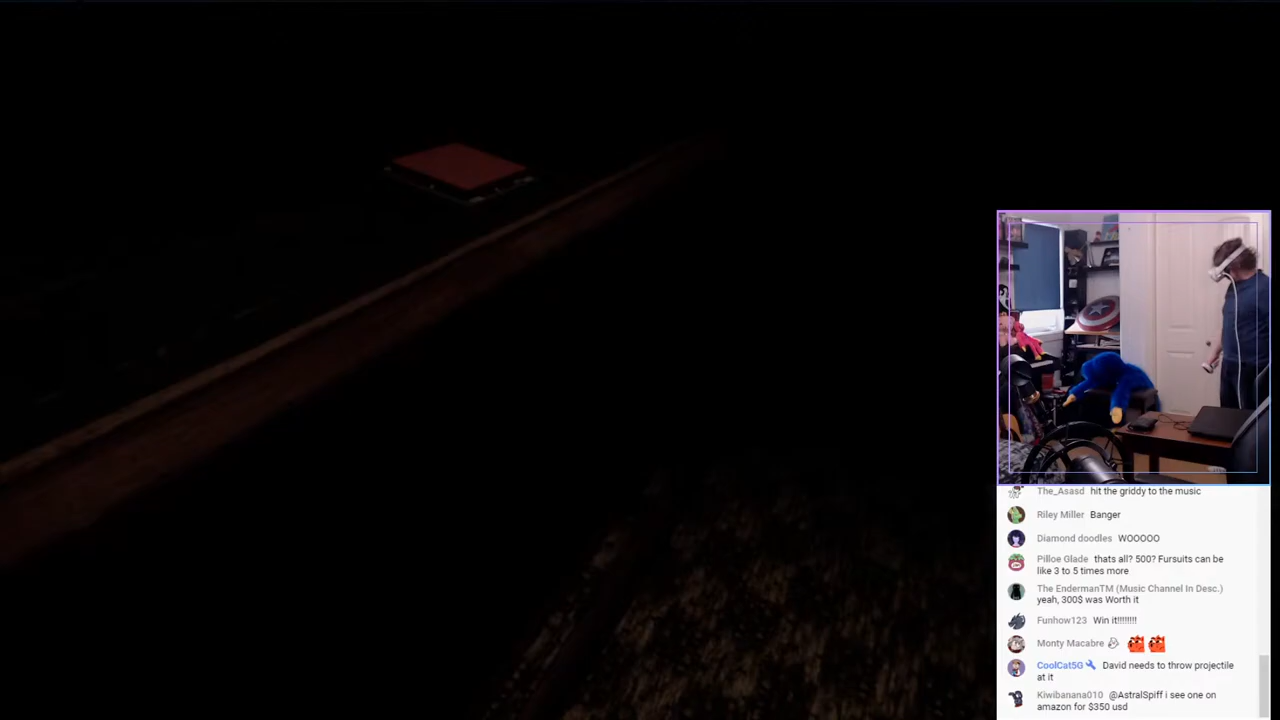 The_Asasd hit the griddy to the music
Riley Miller Banger
Diamond doodles WOOOOO
Pilloe Glade thats all? 500? Fursuits can be
like 3 to 5 times more
The EndermanTM (Music Channel In Desc.)
yeah, 300$ was Worth it
Funhow123 Win it!!!!!!!!
Monty Macabre
CoolCat5G David needs to throw projectile
at it
Kiwibanana010 @AstralSpiff i see one on
amazon for $350 usd